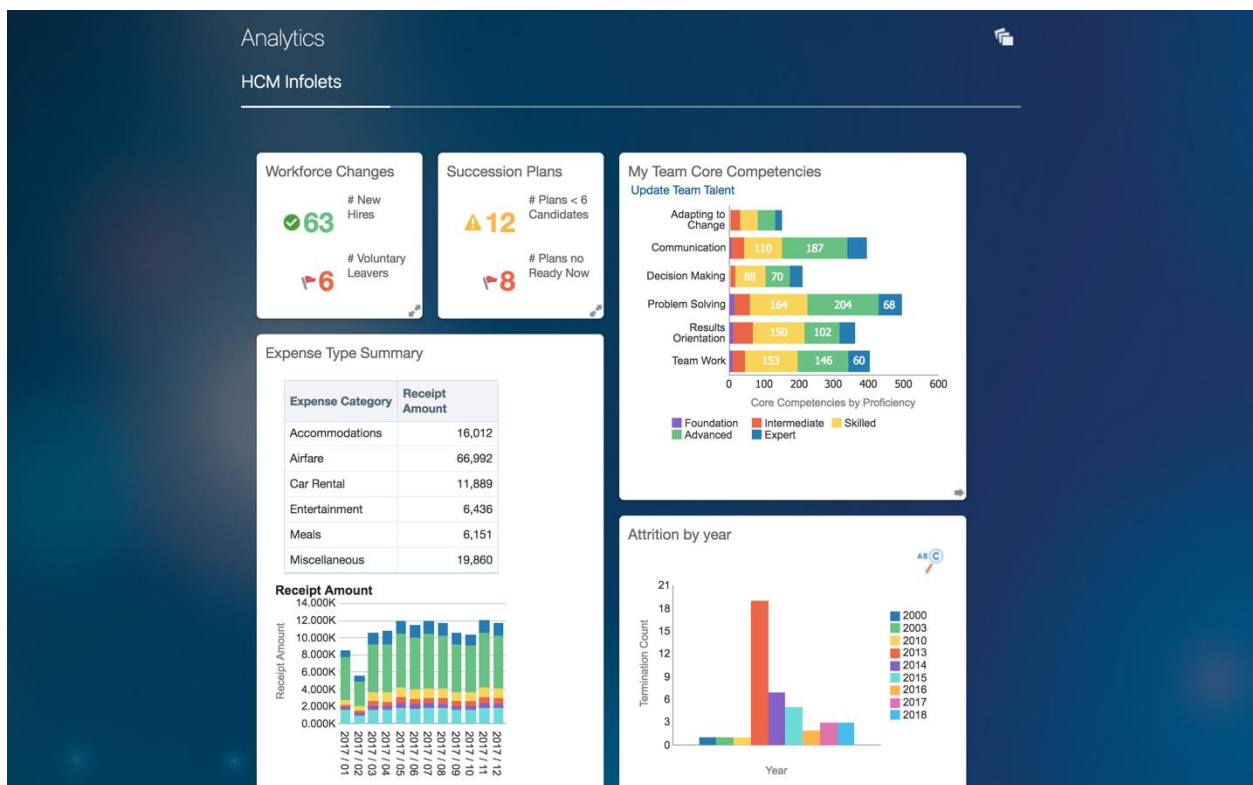 Analytics
HCM Infolets
Workforce Changes
63
# New
Hires
6
# Voluntary
Leavers
Succession Plans
12
# Plans < 6
Candidates
8
# Plans no
Ready Now
My Team Core Competencies
Update Team Talent
Adapting to
Change
Communication 110 187
Decision Making 88 70
Problem Solving 164 204 68
Results
Orientation 150 102
Team Work 153 146 60
0 100 200 300 400 500 600
Core Competencies by Proficiency
Foundation Intermediate Skilled
Advanced Expert
Expense Type Summary
Expense Category Receipt
Amount
Accommodations 16,012
Airfare 66,992
Car Rental 11,889
Entertainment 6,436
Meals 6,151
Miscellaneous 19,860
Receipt Amount
Receipt Amount
14.000K
12.000K
10.000K
8.000K
6.000K
4.000K
2.000K
0.000K
2017 / 01
2017 / 02
2017 / 03
2017 / 04
2017 / 05
2017 / 06
2017 / 07
2017 / 08
2017 / 09
2017 / 10
2017 / 11
2017 / 12
Attrition by year
AB C
Termination Count
21
18
15
12
9
6
3
0
Year
2000
2003
2010
2013
2014
2015
2016
2017
2018